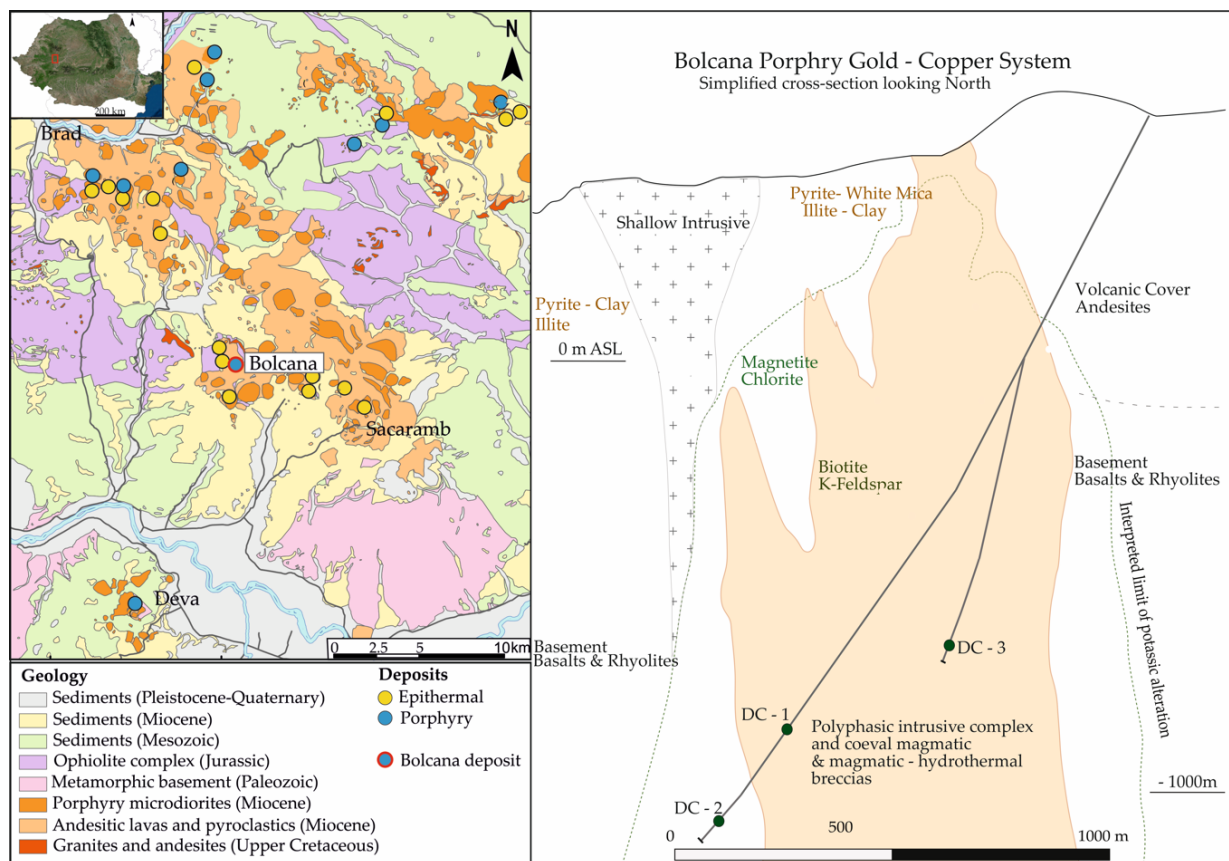 N
200 km
Brad
Bolcana
Sacaramb
Deva
0 2.5 5 10km
Geology
Sediments (Pleistocene-Quaternary)
Sediments (Miocene)
Sediments (Mesozoic)
Ophiolite complex (Jurassic)
Metamorphic basement (Paleozoic)
Porphyry microdiorites (Miocene)
Andesitic lavas and pyroclastics (Miocene)
Granites and andesites (Upper Cretaceous)
Deposits
Epithermal
Porphyry
Bolcana deposit
Bolcana Porphry Gold - Copper System
Simplified cross-section looking North
Pyrite- White Mica
Illite - Clay
Shallow Intrusive
Pyrite - Clay
Illite
0 m ASL
Volcanic Cover
Andesites
Magnetite
Chlorite
Biotite
K-Feldspar
Basement
Basalts & Rhyolites
Interpreted limit of potassic alteration
Basement
Basalts & Rhyolites
DC - 3
DC - 1
Polyphasic intrusive complex
and coeval magmatic
& magmatic - hydrothermal
breccias
- 1000m
DC - 2
0 500 1000 m